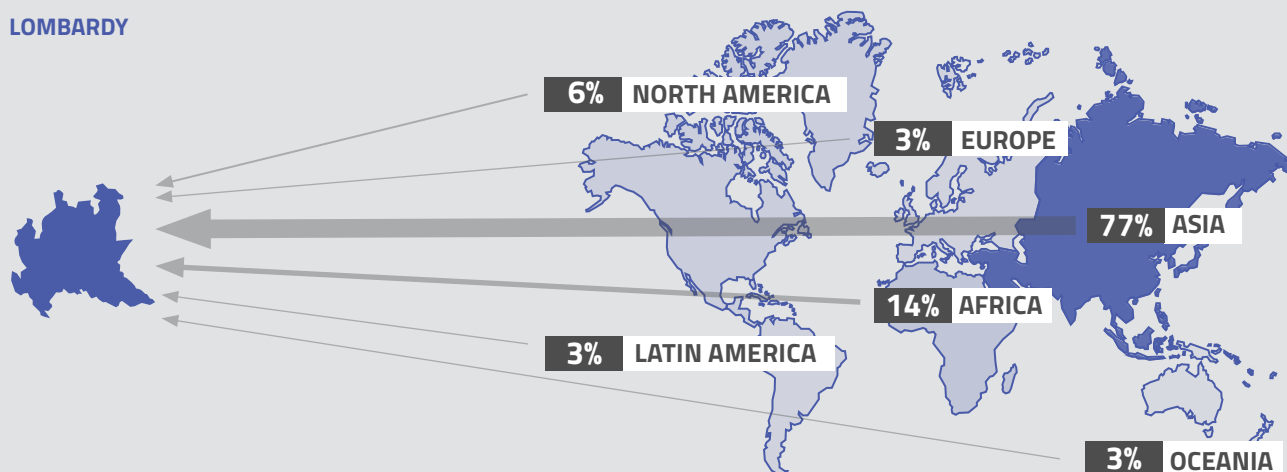 LOMBARDY
6% NORTH AMERICA
3% EUROPE
77% ASIA
14% AFRICA
3% LATIN AMERICA
3% OCEANIA